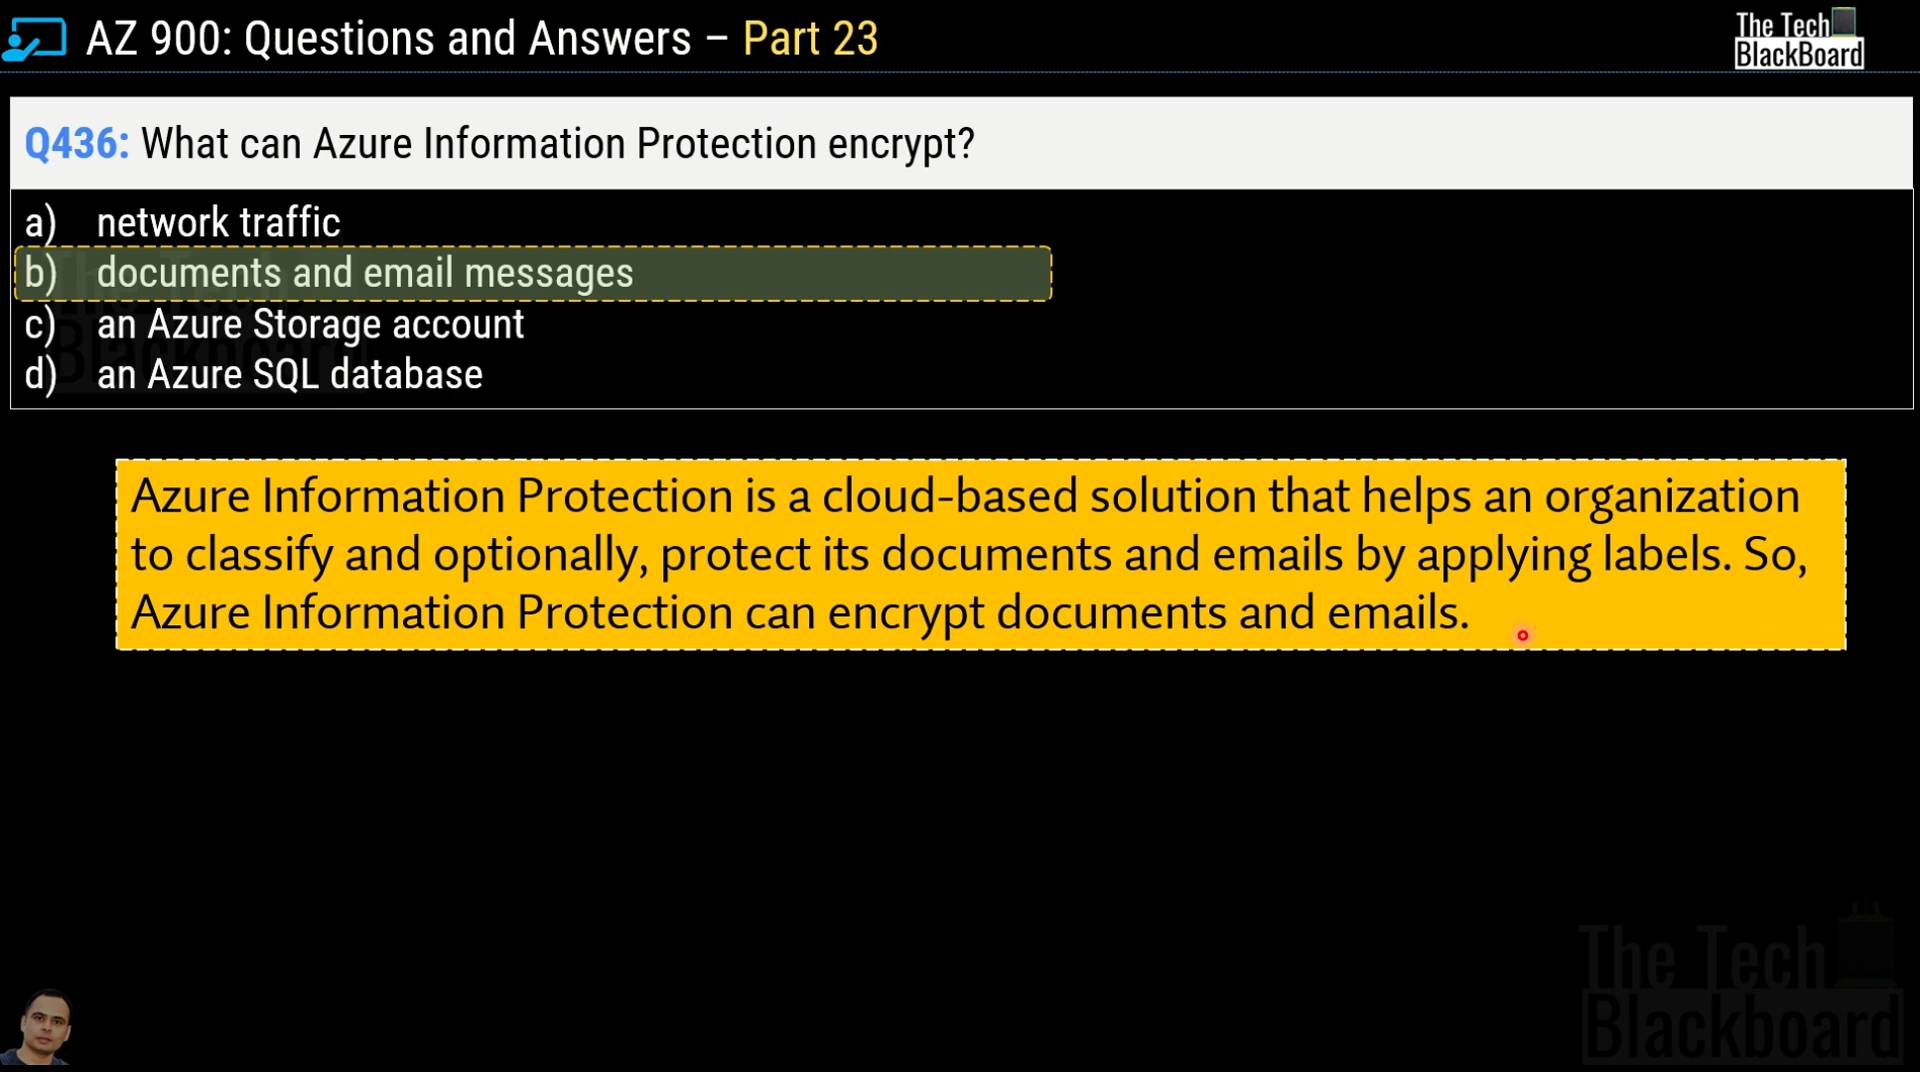 AZ 900: Questions and Answers – Part 23
The Tech
BlackBoard
Q436: What can Azure Information Protection encrypt?
a) network traffic
b) documents and email messages
c) an Azure Storage account
d) an Azure SQL database
Azure Information Protection is a cloud-based solution that helps an organization
to classify and optionally, protect its documents and emails by applying labels. So,
Azure Information Protection can encrypt documents and emails.
The Tech
Blackboard